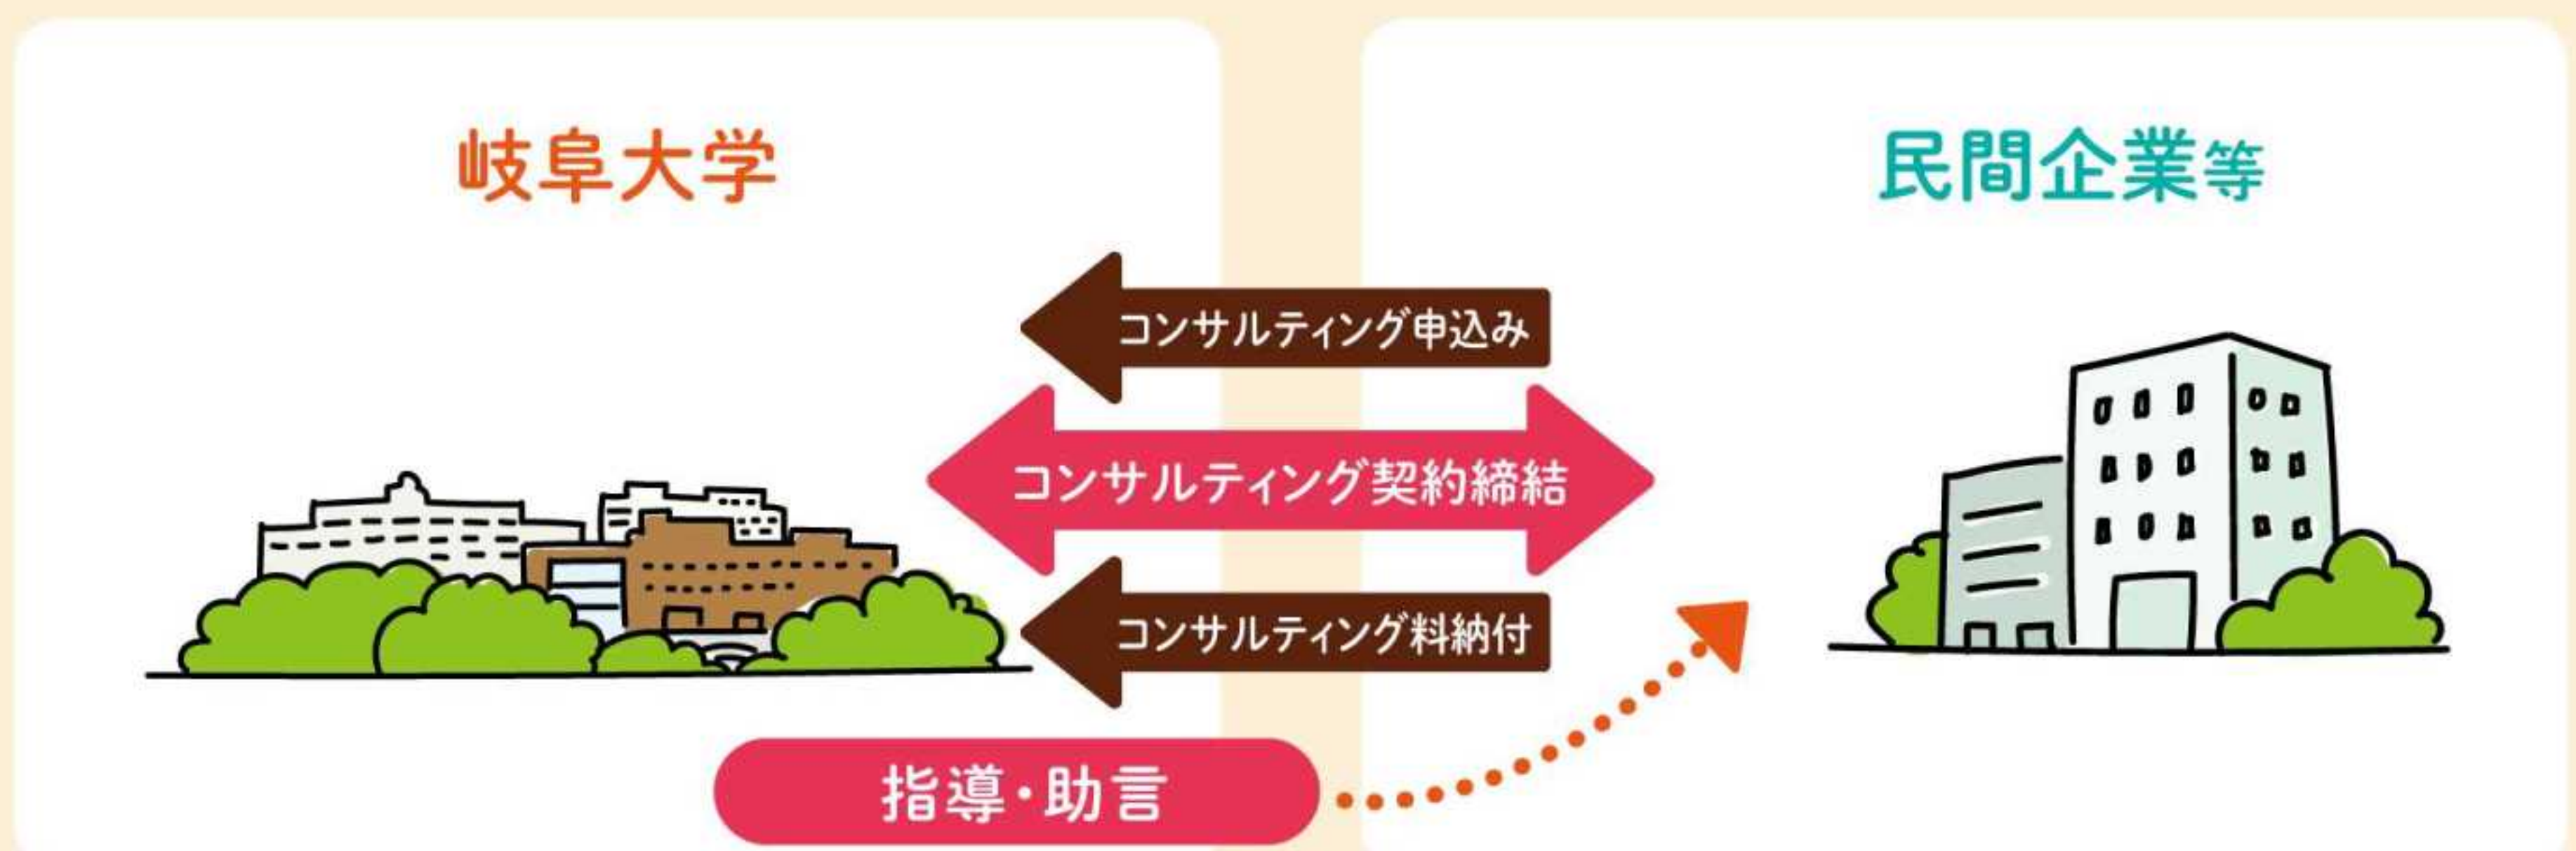 岐阜大学
民間企業等
コンサルティング申込み
コンサルティング契約締結
コンサルティング料納付
指導・助言